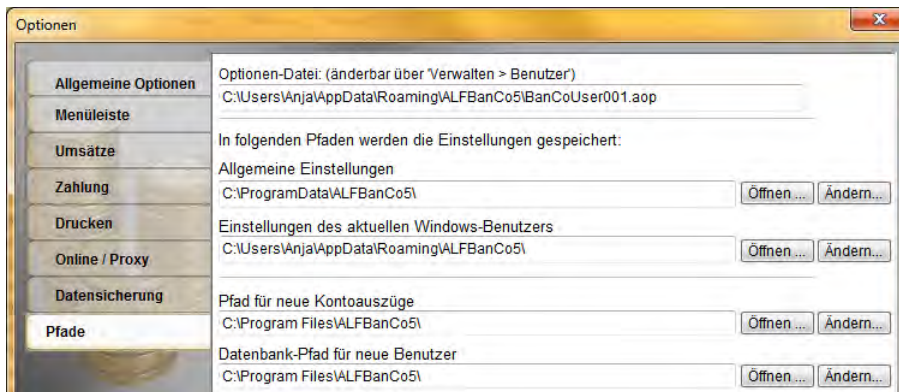 Optionen
Allgemeine Optionen
Menüleiste
Umsätze
Zahlung
Drucken
Online / Proxy
Datensicherung
Pfade
Optionen-Datei: (änderbar über 'Verwalten > Benutzer')
C:\Users\Anja\AppData\Roaming\ALFBanCo5\BanCoUser001.aop
In folgenden Pfaden werden die Einstellungen gespeichert:
Allgemeine Einstellungen
C:\ProgramData\ALFBanCo5\ Öffnen ... Ändern...
Einstellungen des aktuellen Windows-Benutzers
C:\Users\Anja\AppData\Roaming\ALFBanCo5\ Öffnen ... Ändern...
Pfad für neue Kontoauszüge
C:\Program Files\ALFBanCo5\ Öffnen ... Ändern...
Datenbank-Pfad für neue Benutzer
C:\Program Files\ALFBanCo5\ Öffnen ... Ändern...